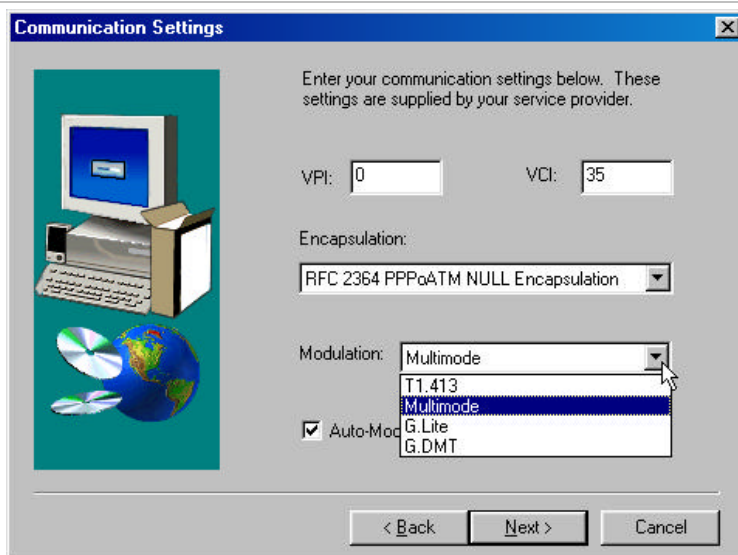 Communication Settings
Enter your communication settings below. These
settings are supplied by your service provider.
VPI: 0 VCI: 35
Encapsulation:
RFC 2364 PPPoATM NULL Encapsulation
Modulation: Multimode
T1.413
Multimode
G.Lite
G.DMT
Auto-Mod
< Back Next > Cancel